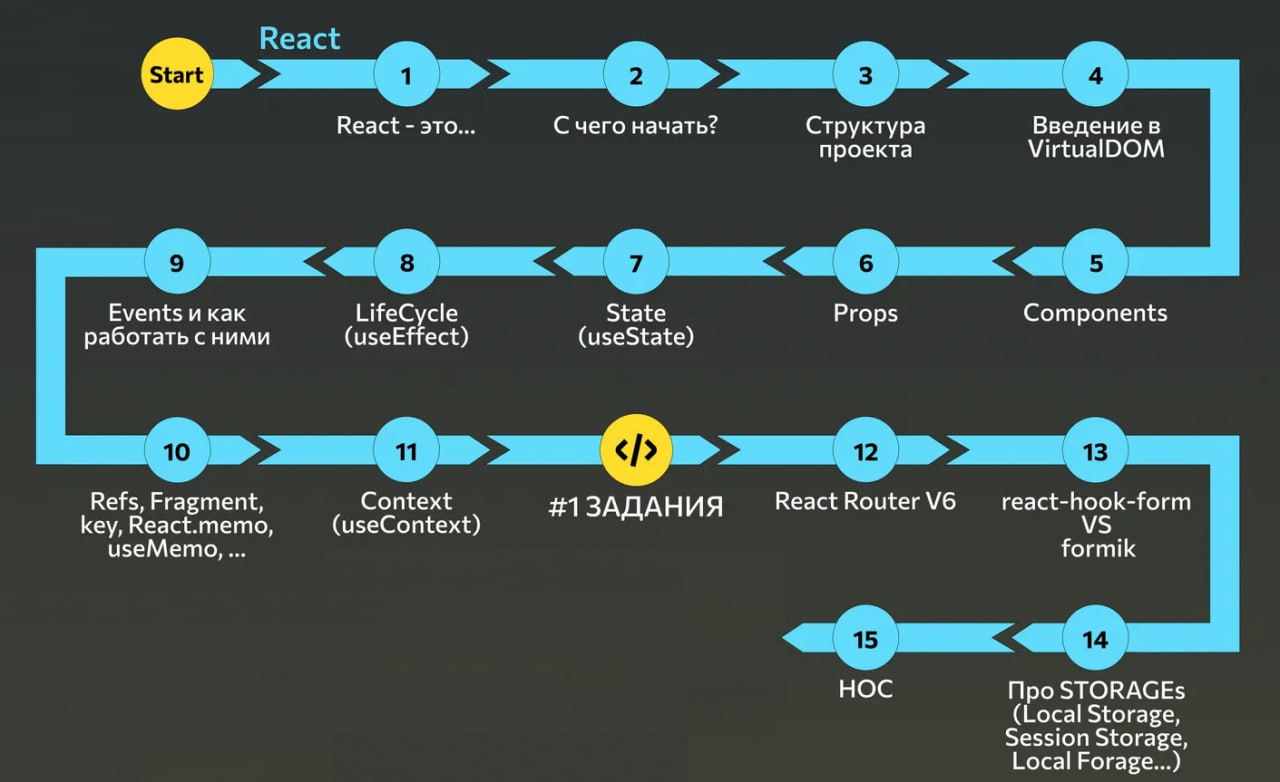 React
Start
1
React - это...
2
С чего начать?
3
Структура
проекта
4
Введение в
VirtualDOM
5
Components
6
Props
7
State
(useState)
8
LifeCycle
(useEffect)
9
Events и как
работать с ними
10
Refs, Fragment,
key, React.memo,
useMemo, ...
11
Context
(useContext)
</>
#1 ЗАДАНИЯ
12
React Router V6
13
react-hook-form
VS
formik
14
Про STORAGEs
(Local Storage,
Session Storage,
Local Forage...)
15
HOC